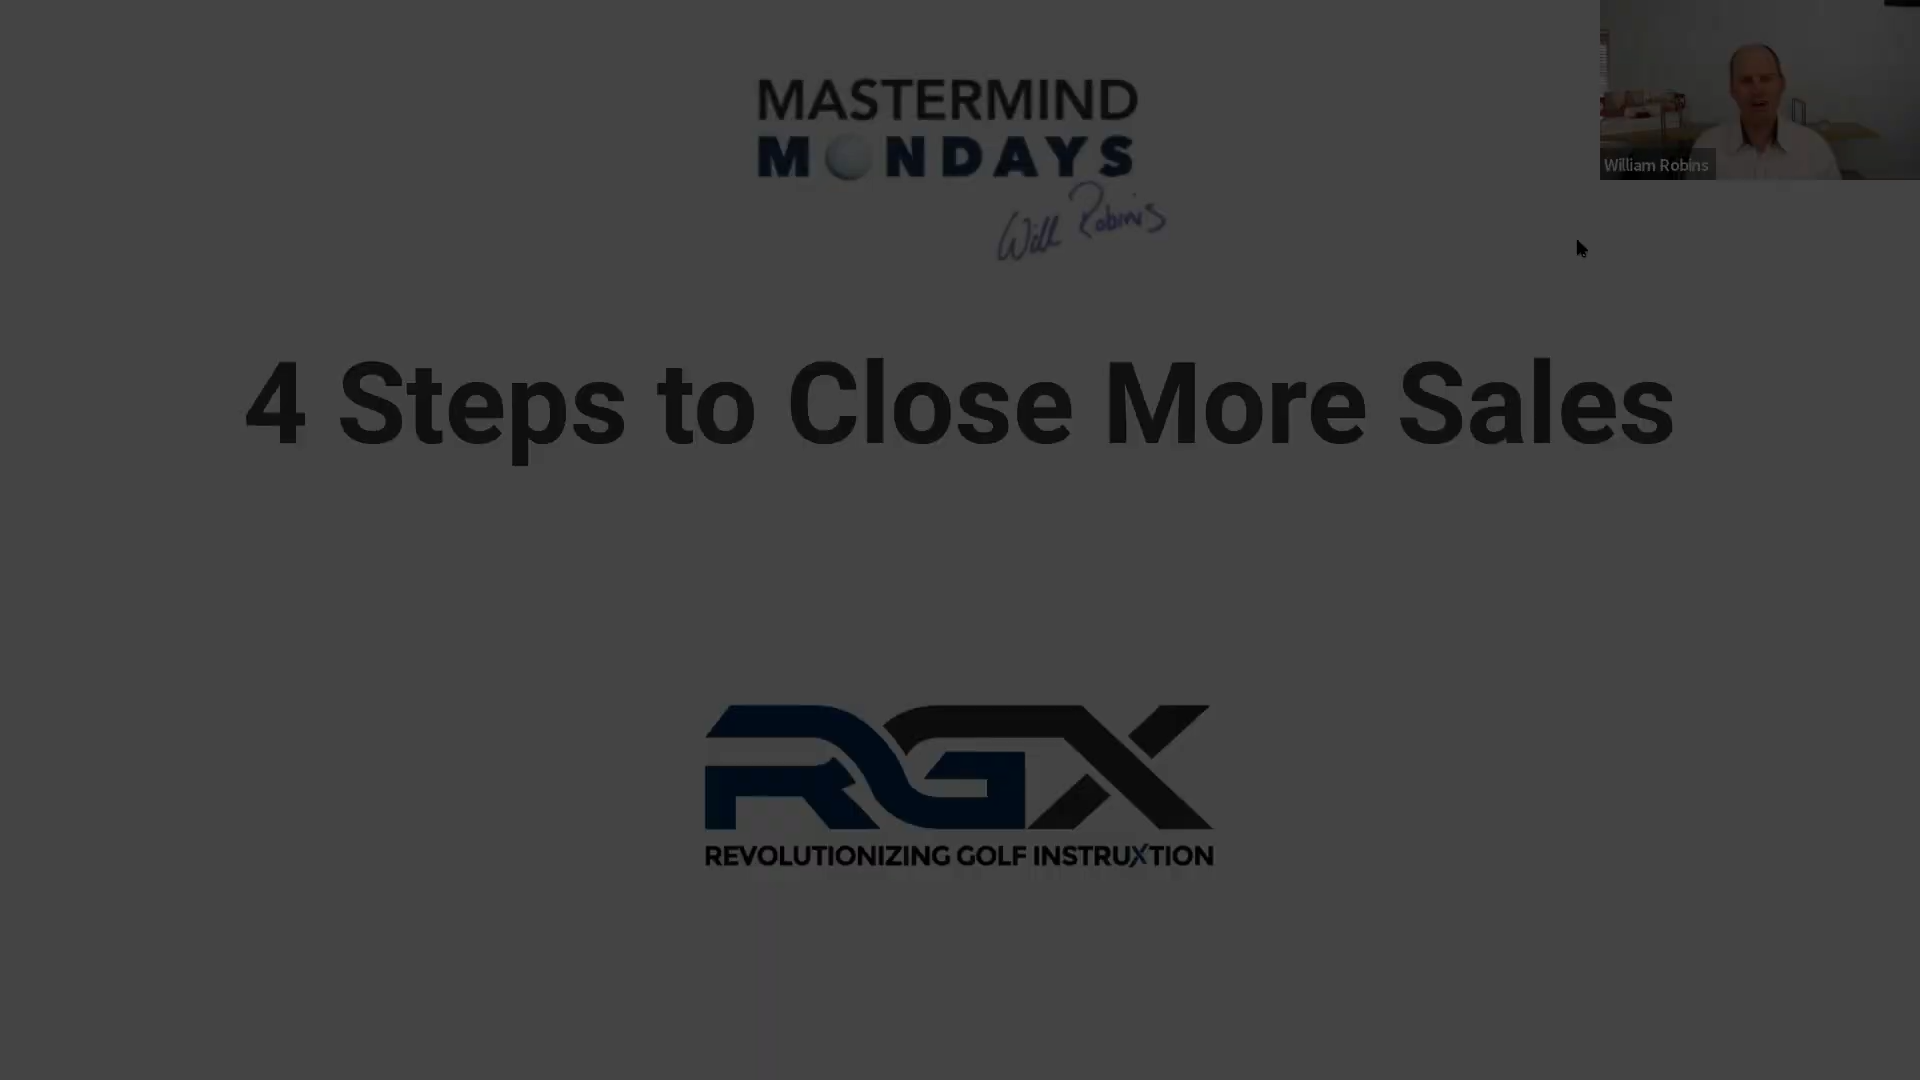 MASTERMIND
MONDAYS
Will Robins
William Robins
4 Steps to Close More Sales
RGX
REVOLUTIONIZING GOLF INSTRUXTION